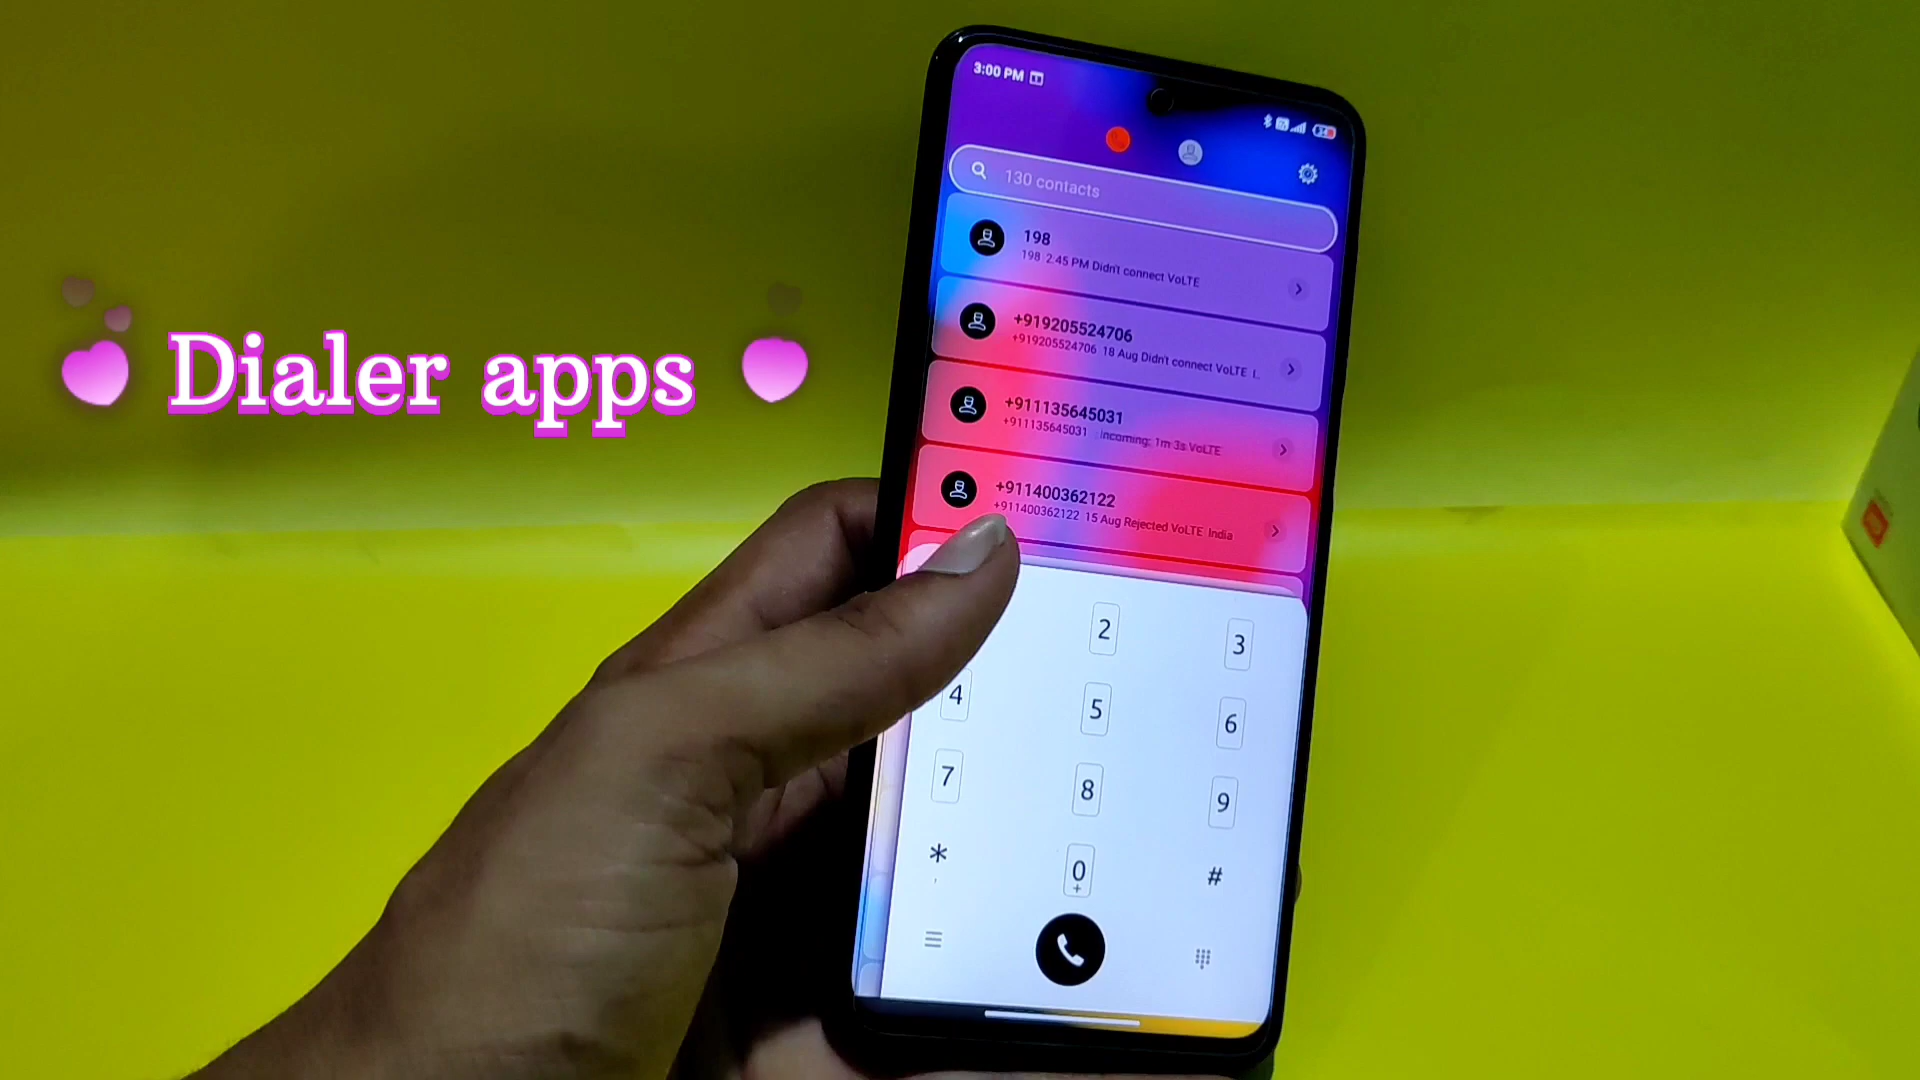 Dialer apps
3:00 PM
130 contacts
198
198 2:45 PM Didn't connect VoLTE
+919205524706
+919205524706 18 Aug Didn't connect VoLTE I..
+911135645031
+911135645031 Incoming: 1m 3s VoLTE
+911400362122
+911400362122 15 Aug Rejected VoLTE India
2 3
4 5 6
7 8 9
* 0 #
, +